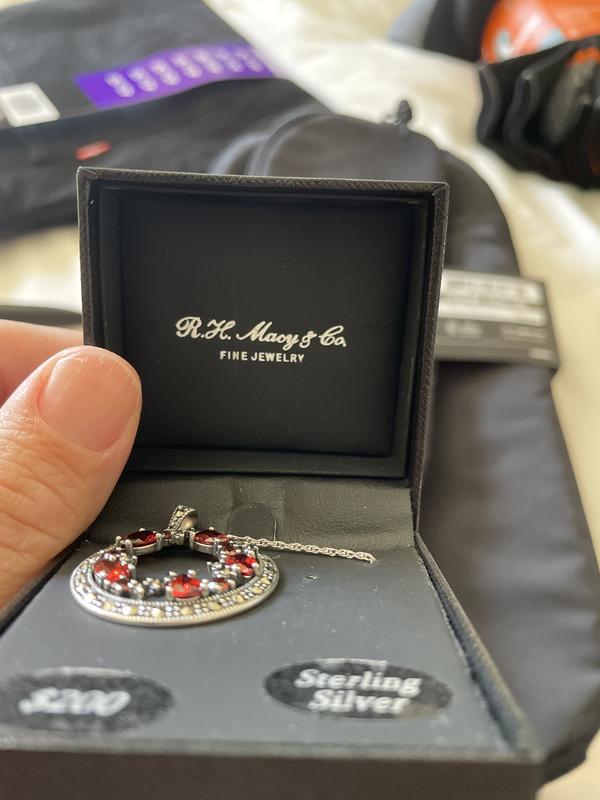 R.H. Macy & Co.
FINE JEWELRY
$200
Sterling
Silver